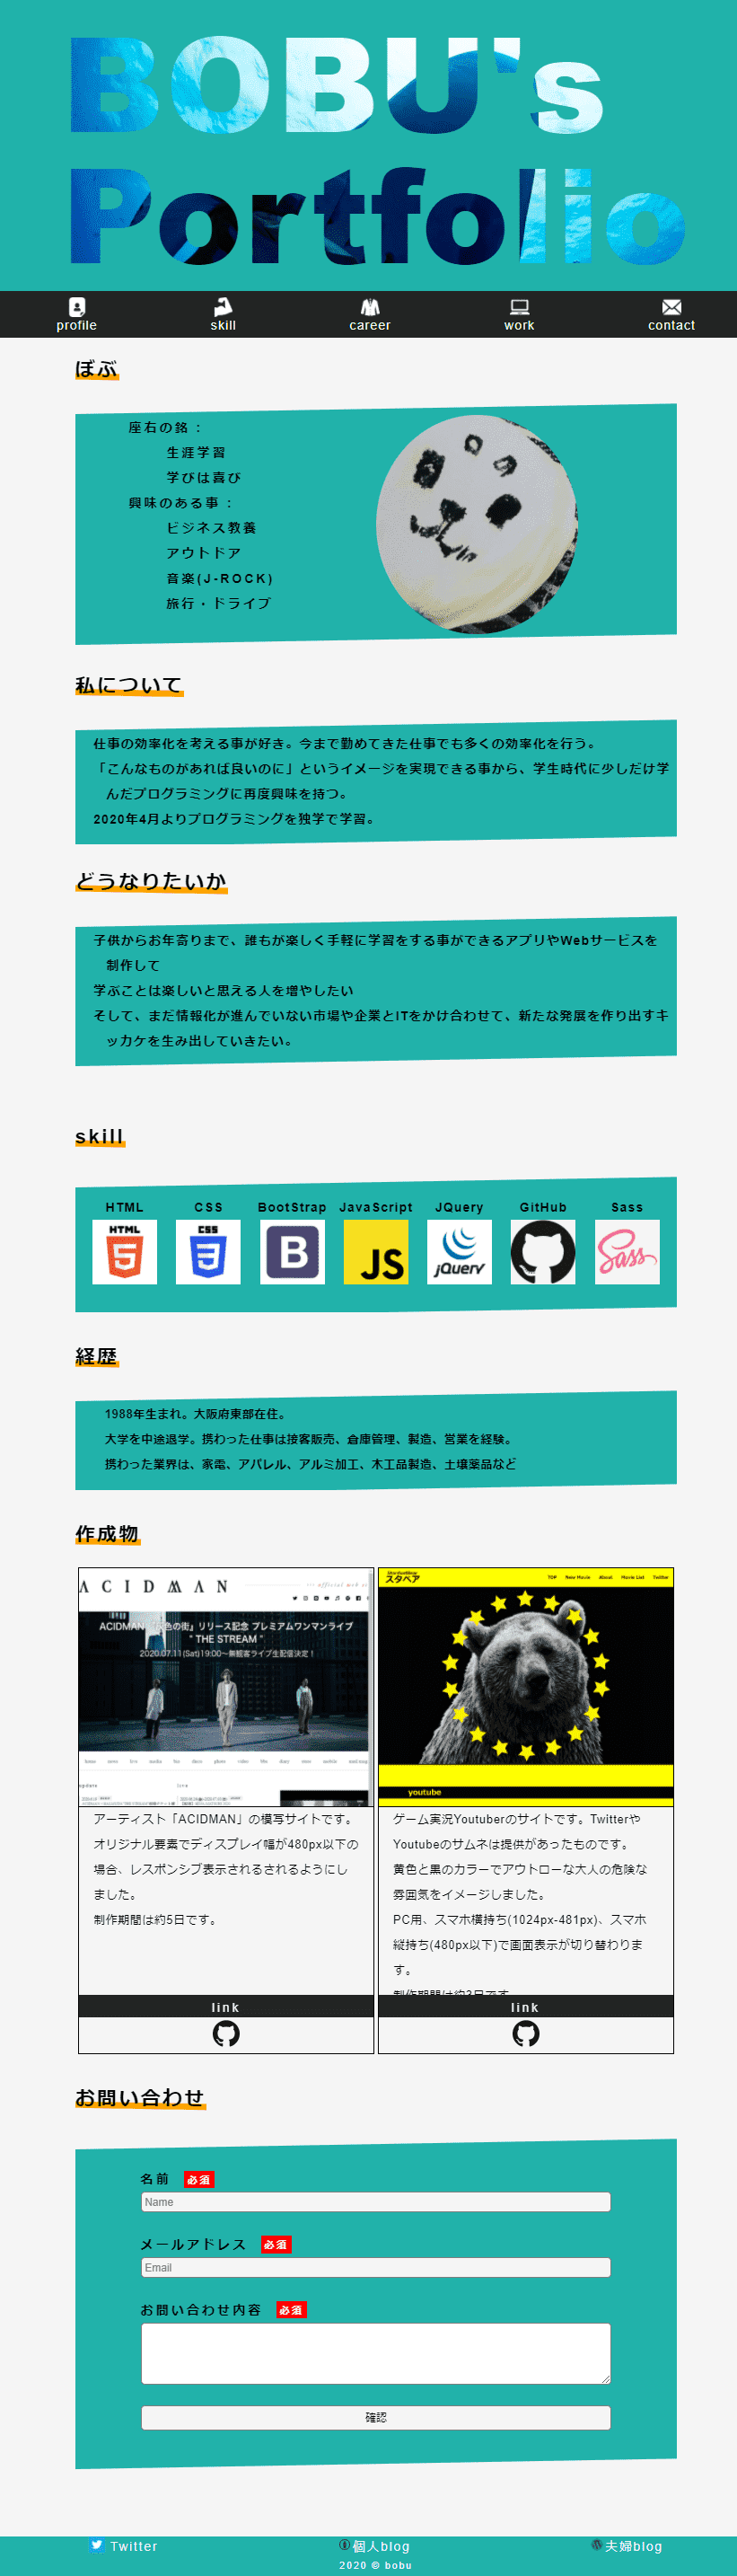 BOBU's
Portfolio
profile
skill
career
work
contact
ぼぶ
座右の銘 :
生涯学習
学びは喜び
興味のある事 :
ビジネス教養
アウトドア
音楽(J-ROCK)
旅行・ドライブ
私について
仕事の効率化を考える事が好き。今まで勤めてきた仕事でも多くの効率化を行う。
「こんなものがあれば良いのに」というイメージを実現できる事から、学生時代に少しだけ学
んだプログラミングに再度興味を持つ。
2020年4月よりプログラミングを独学で学習。
どうなりたいか
子供からお年寄りまで、誰もが楽しく手軽に学習をする事ができるアプリやWebサービスを
制作して
学ぶことは楽しいと思える人を増やしたい
そして、まだ情報化が進んでいない市場や企業とITをかけ合わせて、新たな発展を作り出すキ
ッカケを生み出していきたい。
skill
HTML
CSS
BootStrap
JavaScript
JQuery
GitHub
Sass
HTML
5
CSS
3
B
JS
jQuery
Sass
経歴
1988年生まれ。大阪府東部在住。
大学を中途退学。携わった仕事は接客販売、倉庫管理、製造、営業を経験。
携わった業界は、家電、アパレル、アルミ加工、木工品製造、土壌薬品など
作成物
ACIDMAN
リリース記念 プレミアムワンマンライブ
" THE STREAM "
2020.07.11(Sat)19:00～無観客ライブ生配信決定！
アーティスト「ACIDMAN」の模写サイトです。
オリジナル要素でディスプレイ幅が480px以下の
場合、レスポンシブ表示されるされるようにし
ました。
制作期間は約5日です。
link
スタベア
TOP
New Movie
About
Movie List
Twitter
youtube
ゲーム実況Youtuberのサイトです。Twitterや
Youtubeのサムネは提供があったものです。
黄色と黒のカラーでアウトローな大人の危険な
雰囲気をイメージしました。
PC用、スマホ横持ち(1024px-481px)、スマホ
縦持ち(480px以下)で画面表示が切り替わりま
す。
制作期間は約3日です
link
お問い合わせ
名前 必須
Name
メールアドレス 必須
Email
お問い合わせ内容 必須
確認
Twitter
個人blog
夫婦blog
2020 © bobu